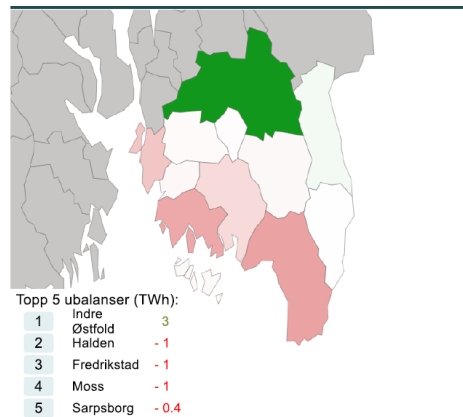 Topp 5 ubalanser (TWh):
1 Indre Østfold 3
2 Halden - 1
3 Fredrikstad - 1
4 Moss - 1
5 Sarpsborg - 0.4